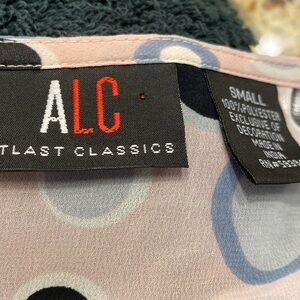 ALC
TLAST CLASSICS
SMALL
100% POLYESTER
EXCLUSIVE OF
DECORATION
MADE IN
INDIA